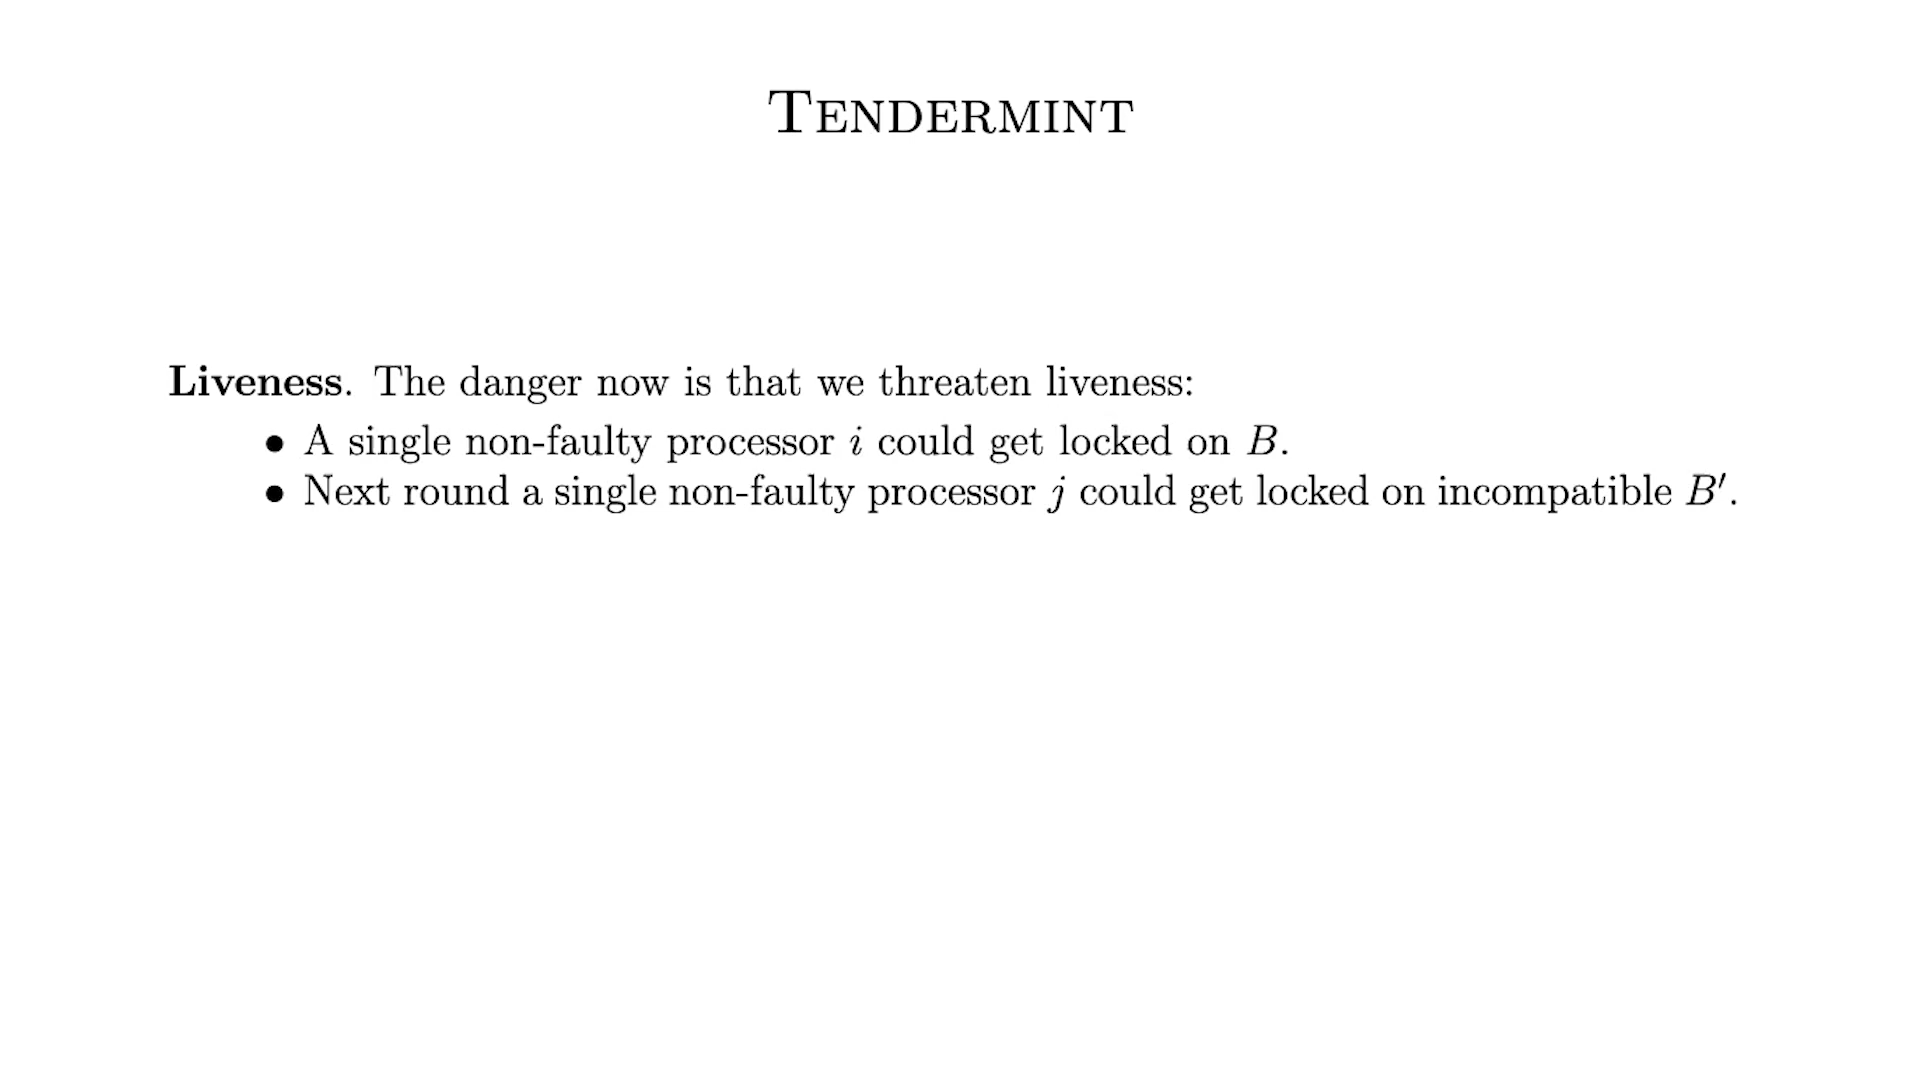 TENDERMINT
Liveness. The danger now is that we threaten liveness:
• A single non-faulty processor i could get locked on B.
• Next round a single non-faulty processor j could get locked on incompatible B′.